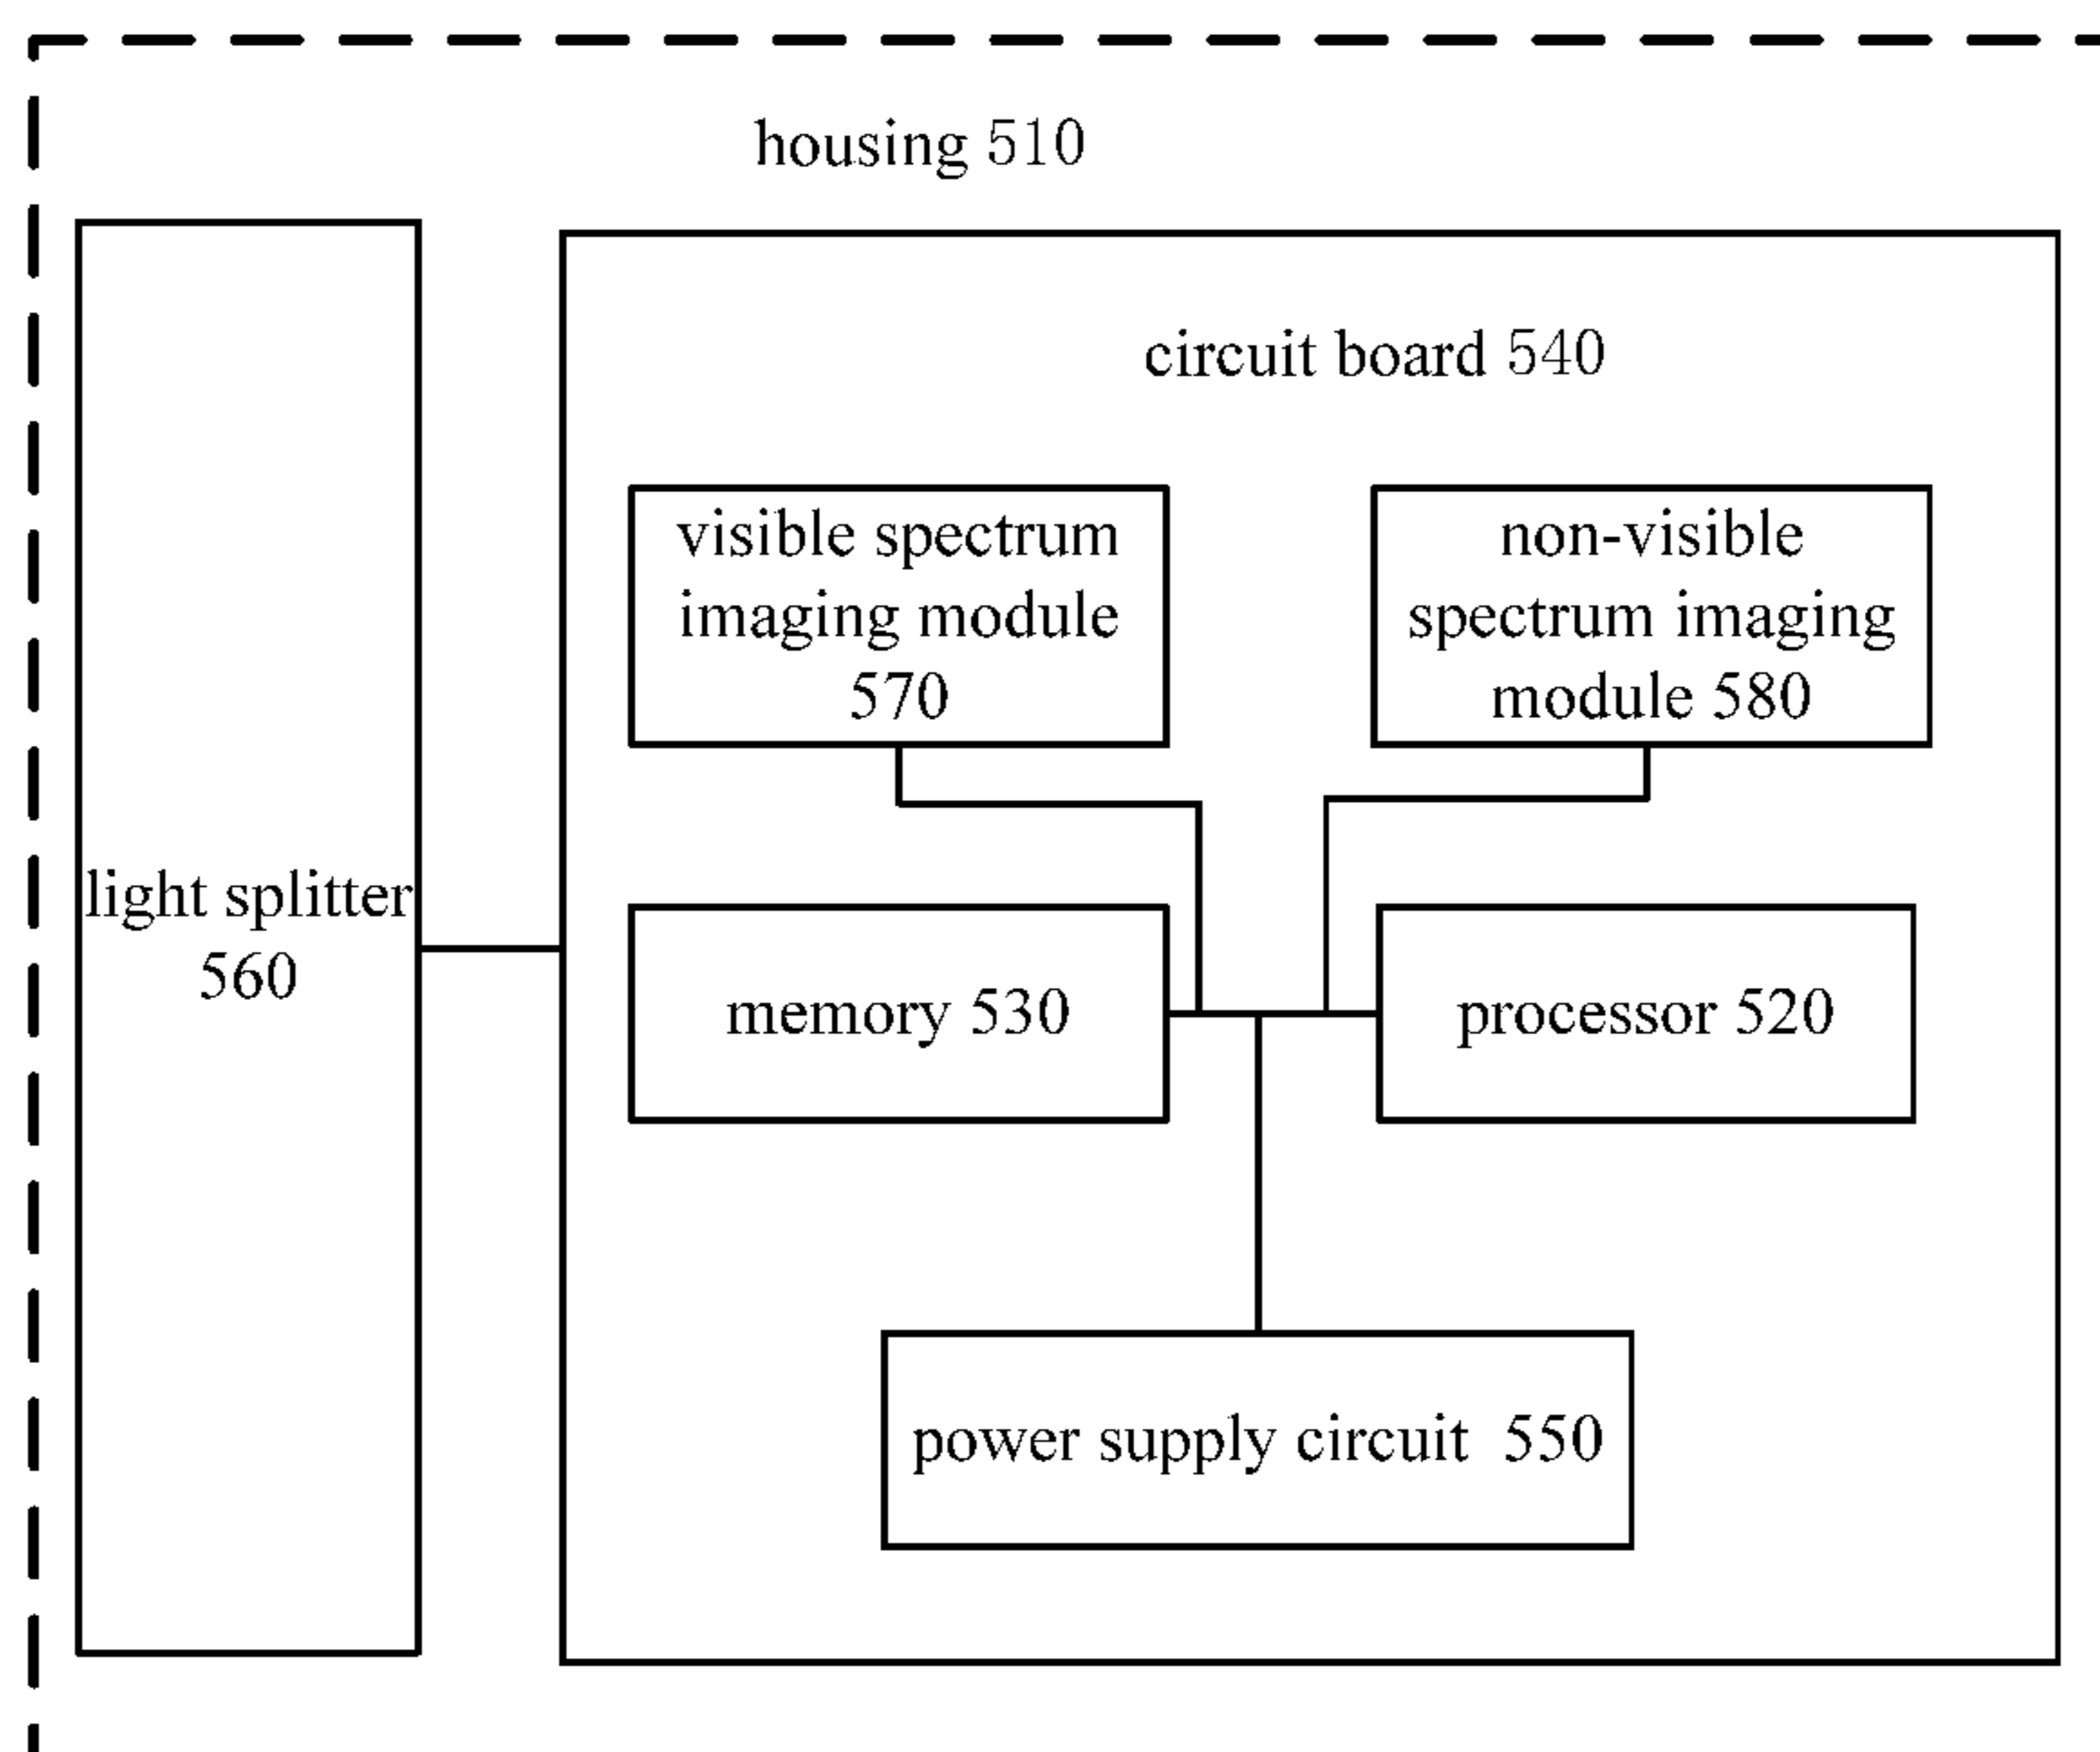 housing 510
circuit board 540
visible spectrum
imaging module
570
non-visible
spectrum imaging
module 580
light splitter
560
memory 530
processor 520
power supply circuit 550